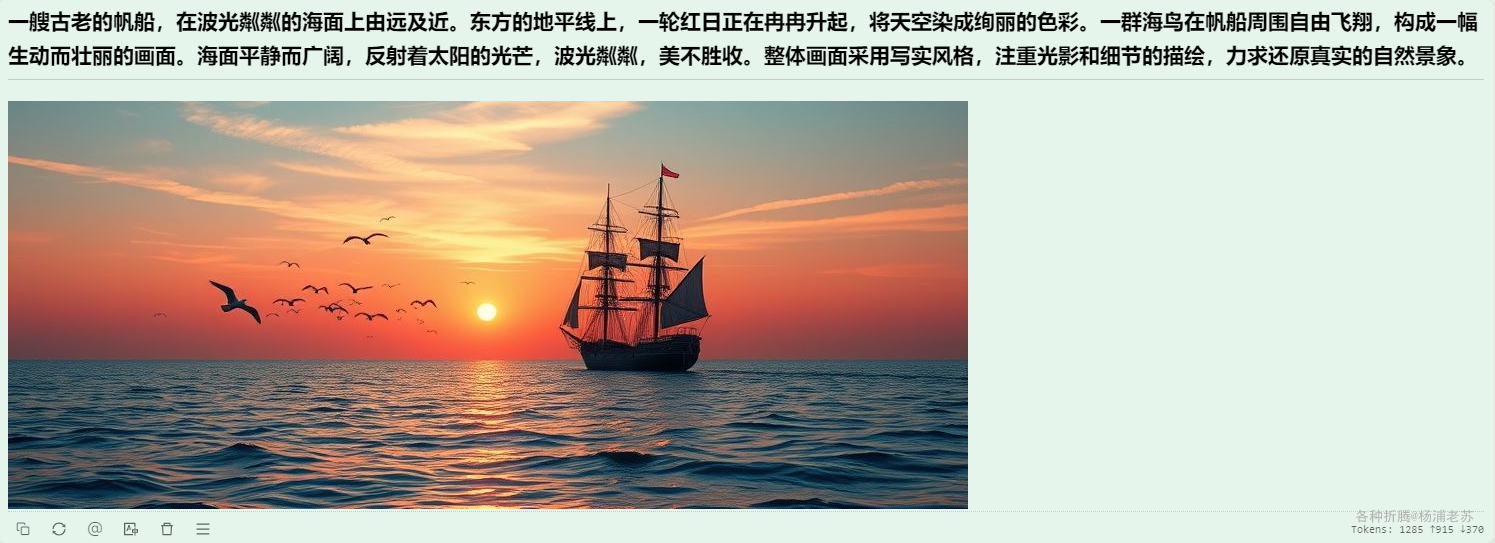 一艘古老的帆船，在波光粼粼的海面上由远及近。东方的地平线上，一轮红日正在冉冉升起，将天空染成绚丽的色彩。一群海鸟在帆船周围自由飞翔，构成一幅
生动而壮丽的画面。海面平静而广阔，反射着太阳的光芒，波光粼粼，美不胜收。整体画面采用写实风格，注重光影和细节的描绘，力求还原真实的自然景象。
各种折腾@杨浦老苏
Tokens: 1285 ↑915 ↓370